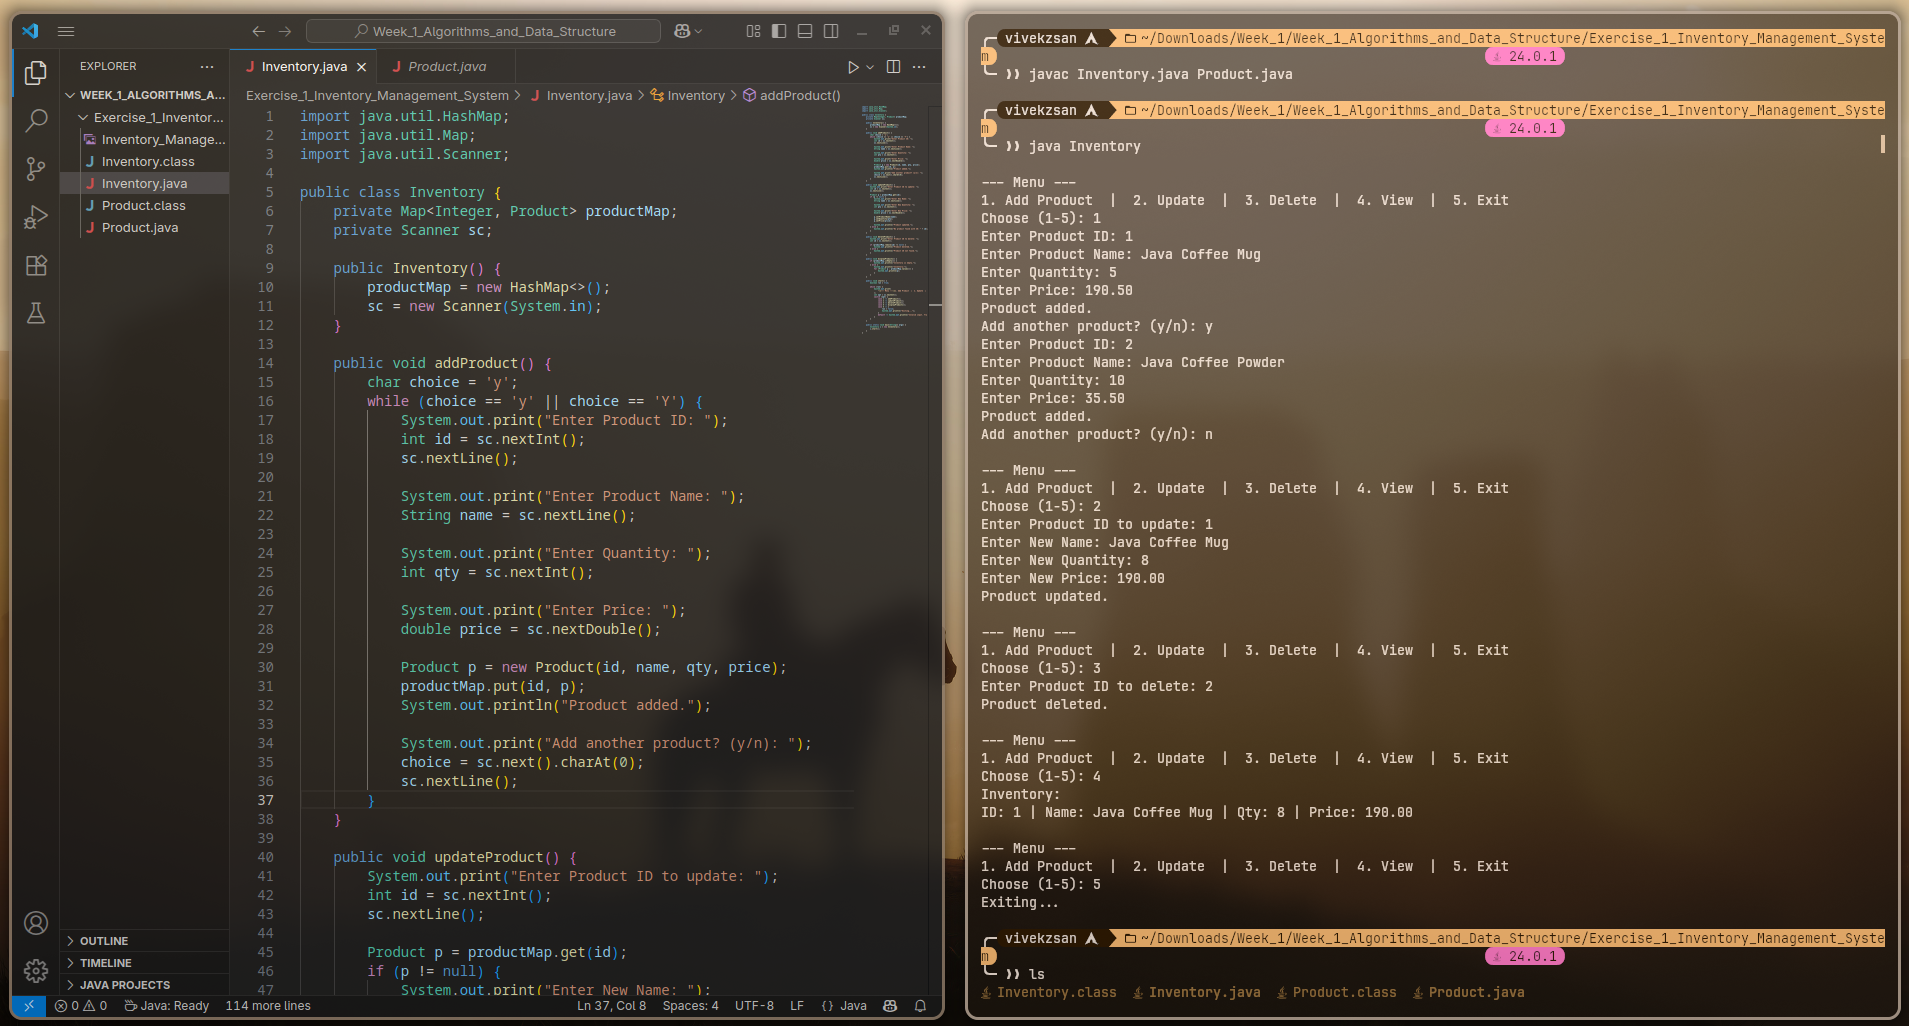 Week_1_Algorithms_and_Data_Structure
EXPLORER
WEEK_1_ALGORITHMS_A...
Exercise_1_Inventor...
Inventory_Manage...
J Inventory.class
J Inventory.java
J Product.class
J Product.java
OUTLINE
TIMELINE
JAVA PROJECTS
J Inventory.java
J Product.java
Exercise_1_Inventory_Management_System > J Inventory.java > Inventory > addProduct()
1 import java.util.HashMap;
2 import java.util.Map;
3 import java.util.Scanner;
4
5 public class Inventory {
6 private Map<Integer, Product> productMap;
7 private Scanner sc;
8
9 public Inventory() {
10 productMap = new HashMap<>();
11 sc = new Scanner(System.in);
12 }
13
14 public void addProduct() {
15 char choice = 'y';
16 while (choice == 'y' || choice == 'Y') {
17 System.out.print("Enter Product ID: ");
18 int id = sc.nextInt();
19 sc.nextLine();
20
21 System.out.print("Enter Product Name: ");
22 String name = sc.nextLine();
23
24 System.out.print("Enter Quantity: ");
25 int qty = sc.nextInt();
26
27 System.out.print("Enter Price: ");
28 double price = sc.nextDouble();
29
30 Product p = new Product(id, name, qty, price);
31 productMap.put(id, p);
32 System.out.println("Product added.");
33
34 System.out.print("Add another product? (y/n): ");
35 choice = sc.next().charAt(0);
36 sc.nextLine();
37 }
38 }
39
40 public void updateProduct() {
41 System.out.print("Enter Product ID to update: ");
42 int id = sc.nextInt();
43 sc.nextLine();
44
45 Product p = productMap.get(id);
46 if (p != null) {
47 System.out.print("Enter New Name: ");
0 0 Java: Ready 114 more lines Ln 37, Col 8 Spaces: 4 UTF-8 LF {} Java
vivekzsan ~/Downloads/Week_1/Week_1_Algorithms_and_Data_Structure/Exercise_1_Inventory_Management_Syste
m 24.0.1
❯❯ javac Inventory.java Product.java
vivekzsan ~/Downloads/Week_1/Week_1_Algorithms_and_Data_Structure/Exercise_1_Inventory_Management_Syste
m 24.0.1
❯❯ java Inventory
--- Menu ---
1. Add Product | 2. Update | 3. Delete | 4. View | 5. Exit
Choose (1-5): 1
Enter Product ID: 1
Enter Product Name: Java Coffee Mug
Enter Quantity: 5
Enter Price: 190.50
Product added.
Add another product? (y/n): y
Enter Product ID: 2
Enter Product Name: Java Coffee Powder
Enter Quantity: 10
Enter Price: 35.50
Product added.
Add another product? (y/n): n
--- Menu ---
1. Add Product | 2. Update | 3. Delete | 4. View | 5. Exit
Choose (1-5): 2
Enter Product ID to update: 1
Enter New Name: Java Coffee Mug
Enter New Quantity: 8
Enter New Price: 190.00
Product updated.
--- Menu ---
1. Add Product | 2. Update | 3. Delete | 4. View | 5. Exit
Choose (1-5): 3
Enter Product ID to delete: 2
Product deleted.
--- Menu ---
1. Add Product | 2. Update | 3. Delete | 4. View | 5. Exit
Choose (1-5): 4
Inventory:
ID: 1 | Name: Java Coffee Mug | Qty: 8 | Price: 190.00
--- Menu ---
1. Add Product | 2. Update | 3. Delete | 4. View | 5. Exit
Choose (1-5): 5
Exiting...
vivekzsan ~/Downloads/Week_1/Week_1_Algorithms_and_Data_Structure/Exercise_1_Inventory_Management_Syste
m 24.0.1
❯❯ ls
Inventory.class Inventory.java Product.class Product.java